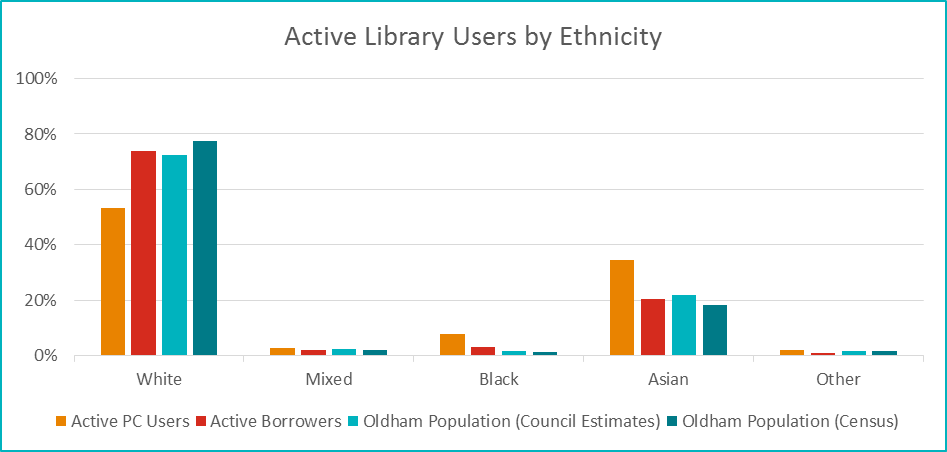 Active Library Users by Ethnicity
100%
80%
60%
40%
20%
0%
White Mixed Black Asian Other
Active PC Users Active Borrowers Oldham Population (Council Estimates) Oldham Population (Census)